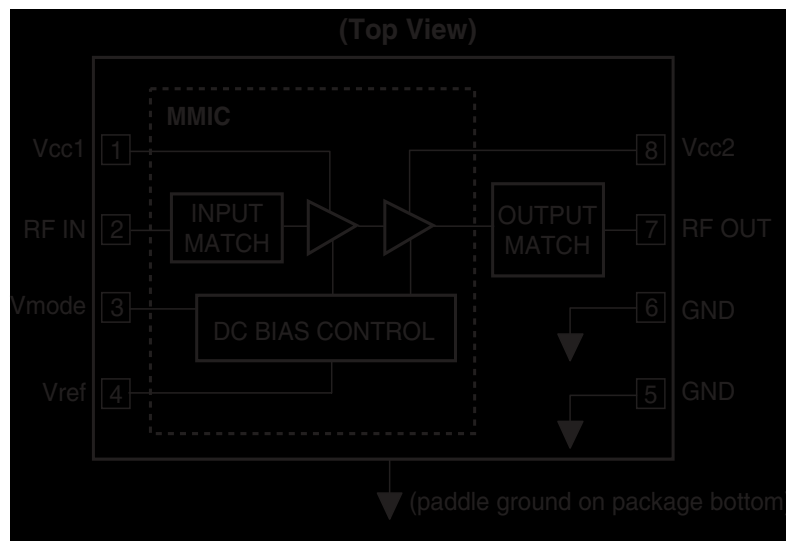 (Top View)
MMIC
Vcc1 1
8 Vcc2
RF IN 2
INPUT
MATCH
OUTPUT
MATCH
7 RF OUT
Vmode 3
6 GND
DC BIAS CONTROL
Vref 4
5 GND
(paddle ground on package bottom